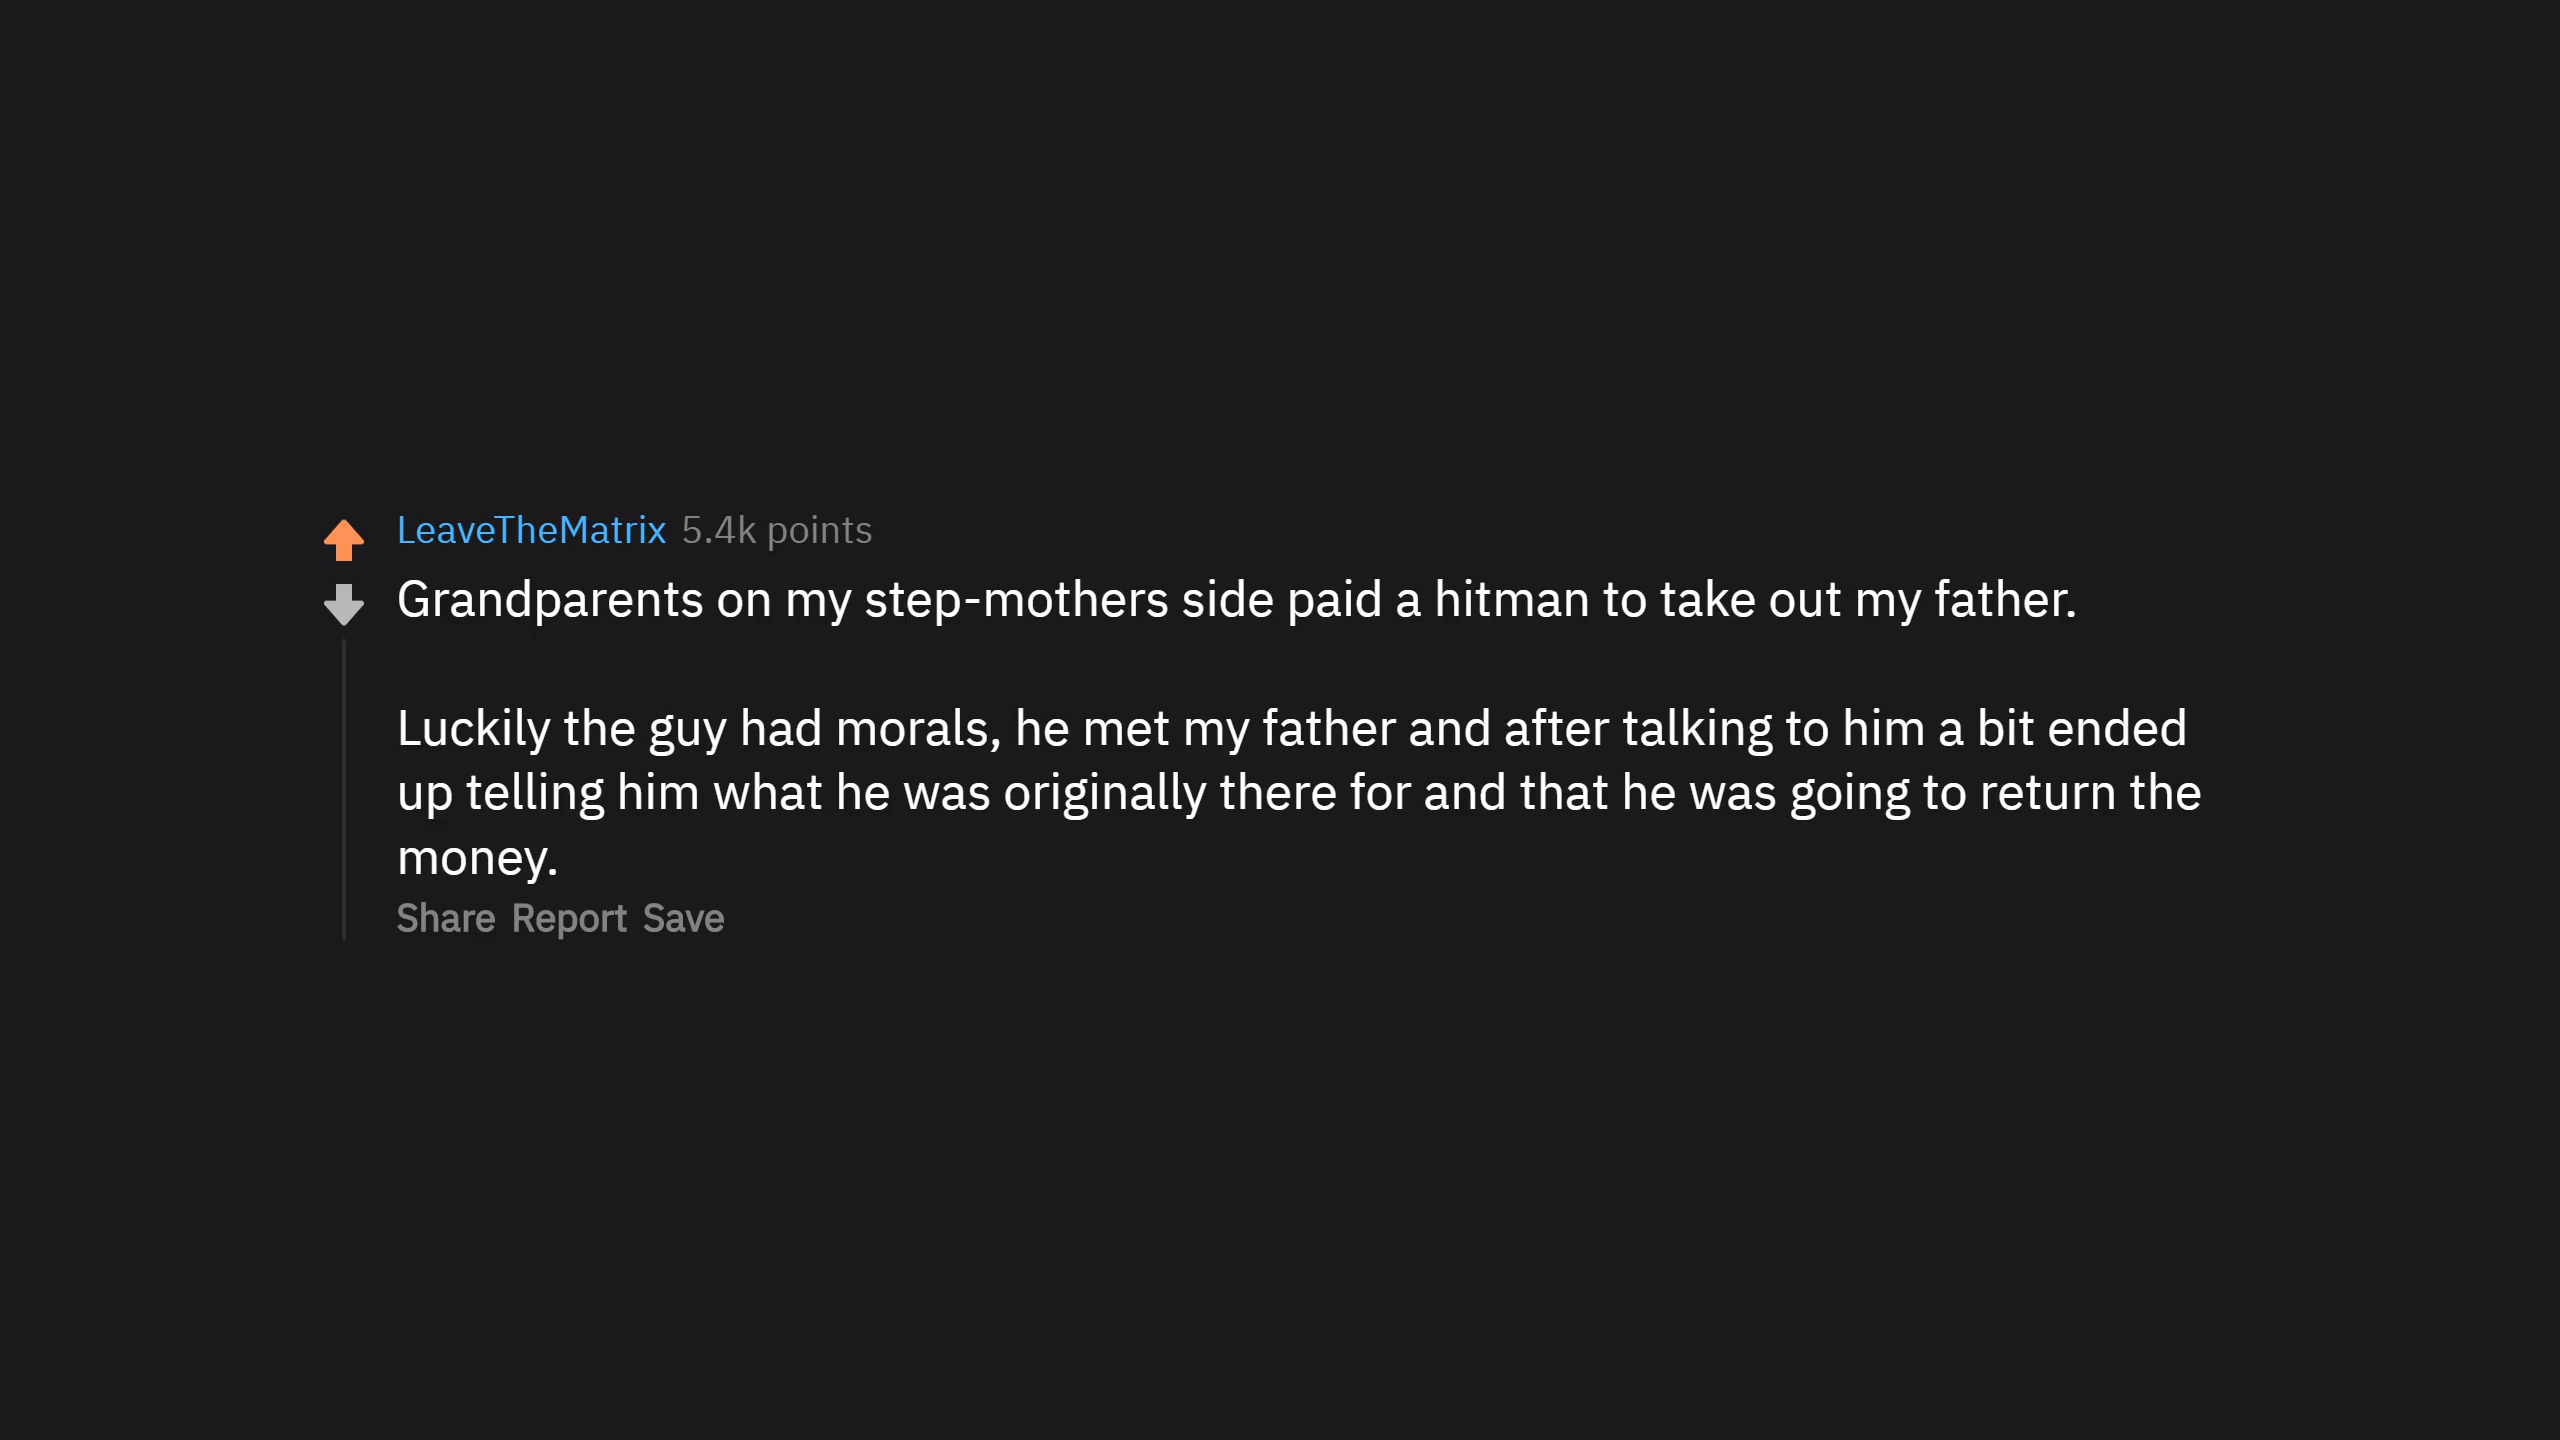 LeaveTheMatrix 5.4k points
Grandparents on my step-mothers side paid a hitman to take out my father.
Luckily the guy had morals, he met my father and after talking to him a bit ended
up telling him what he was originally there for and that he was going to return the
money.
Share Report Save